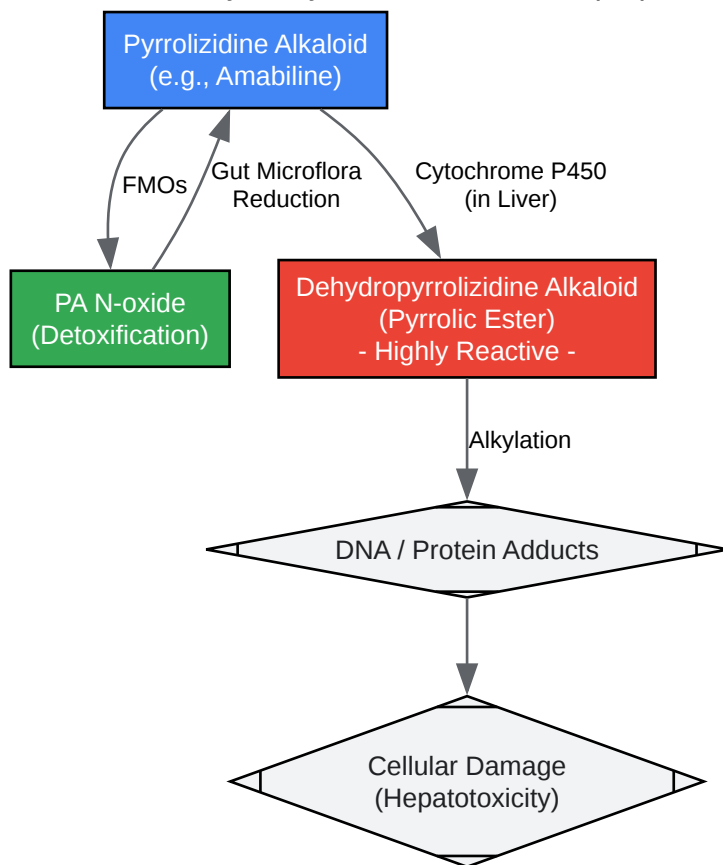 Pyrrolizidine Alkaloid
(e.g., Amabiline)
FMOs
Gut Microflora
Reduction
Cytochrome P450
(in Liver)
PA N-oxide
(Detoxification)
Dehydropyrrolizidine Alkaloid
(Pyrrolic Ester)
- Highly Reactive -
Alkylation
DNA / Protein Adducts
Cellular Damage
(Hepatotoxicity)